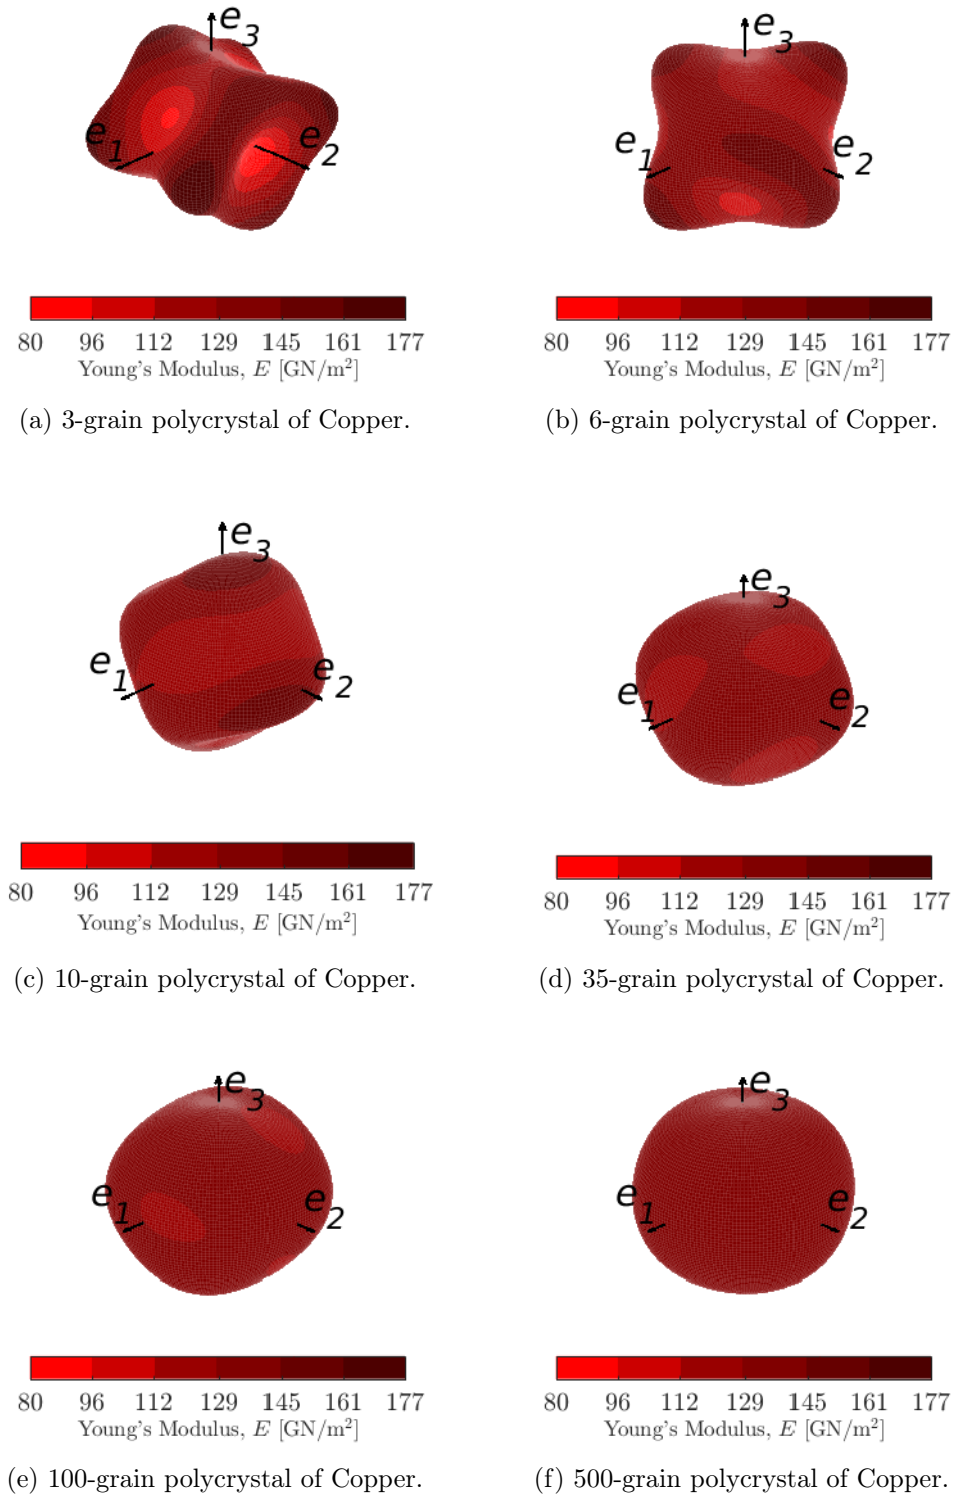 e3
e1
e2
80 96 112 129 145 161 177
Young's Modulus, E [GN/m²]
(a) 3-grain polycrystal of Copper.
e3
e1
e2
80 96 112 129 145 161 177
Young's Modulus, E [GN/m²]
(b) 6-grain polycrystal of Copper.
e3
e1
e2
80 96 112 129 145 161 177
Young's Modulus, E [GN/m²]
(c) 10-grain polycrystal of Copper.
e3
e1
e2
80 96 112 129 145 161 177
Young's Modulus, E [GN/m²]
(d) 35-grain polycrystal of Copper.
e3
e1
e2
80 96 112 129 145 161 177
Young's Modulus, E [GN/m²]
(e) 100-grain polycrystal of Copper.
e3
e1
e2
80 96 112 129 145 161 177
Young's Modulus, E [GN/m²]
(f) 500-grain polycrystal of Copper.